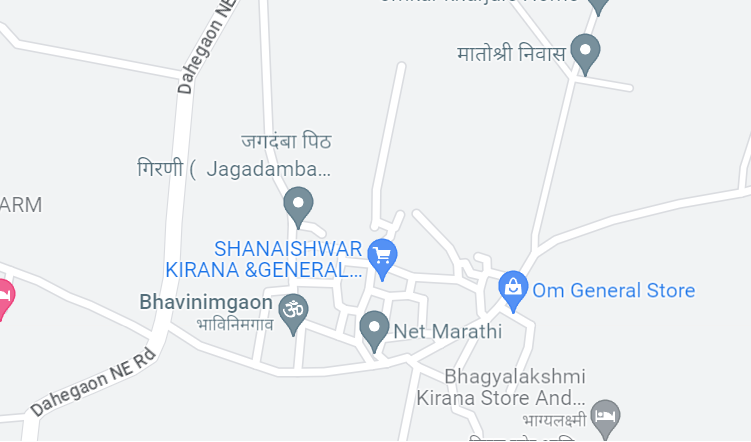 Dahegaon NE
मातोश्री निवास
जगदंबा पिठ
गिरणी ( Jagadamba...
ARM
SHANAISHWAR
KIRANA &GENERAL...
Om General Store
Bhavinimgaon
भाविनिमगाव
Net Marathi
Dahegaon NE Rd
Bhagyalakshmi
Kirana Store And...
भाग्यलक्ष्मी